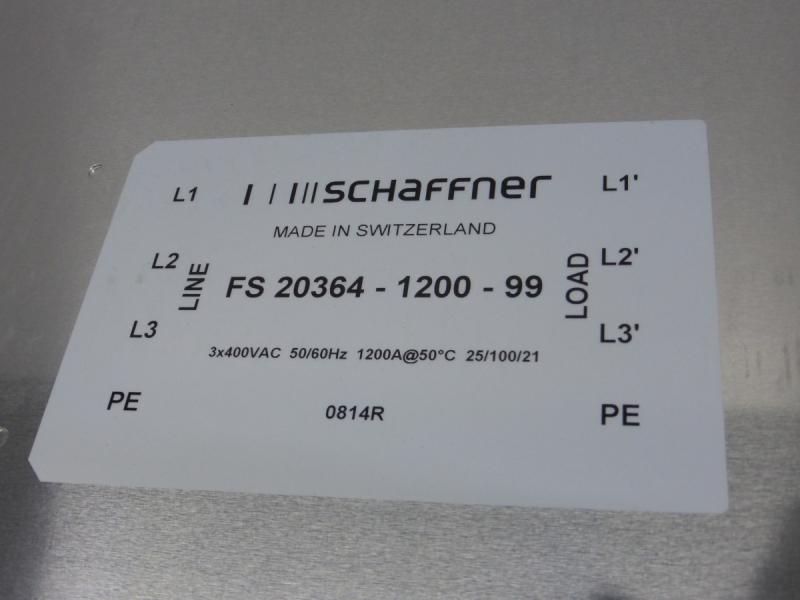 SCHAFFNER
MADE IN SWITZERLAND
FS 20364 - 1200 - 99
3x400VAC 50/60Hz 1200A@50°C 25/100/21
0814R
LINE
L1
L2
L3
PE
LOAD
L1'
L2'
L3'
PE